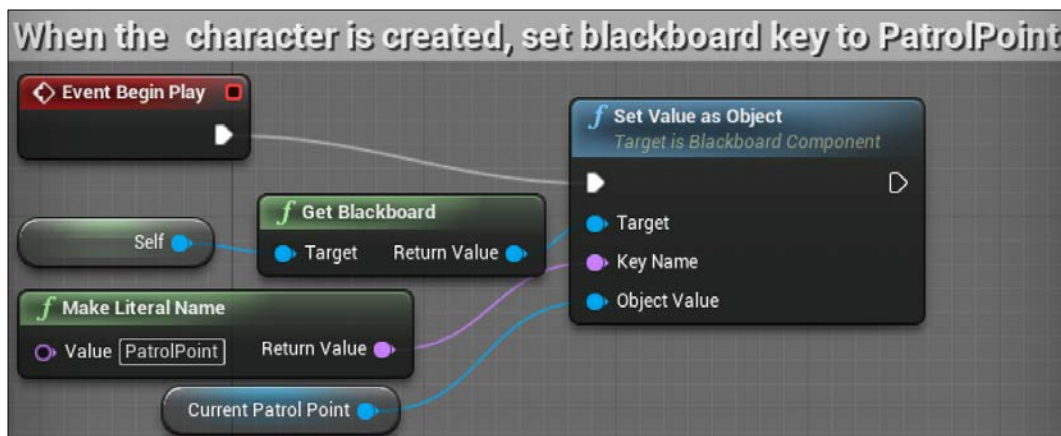 When the character is created, set blackboard key to PatrolPoint
Event Begin Play
Set Value as Object
Target is Blackboard Component
Get Blackboard
Self
Target
Return Value
Target
Key Name
Object Value
Make Literal Name
Value
PatrolPoint
Return Value
Current Patrol Point